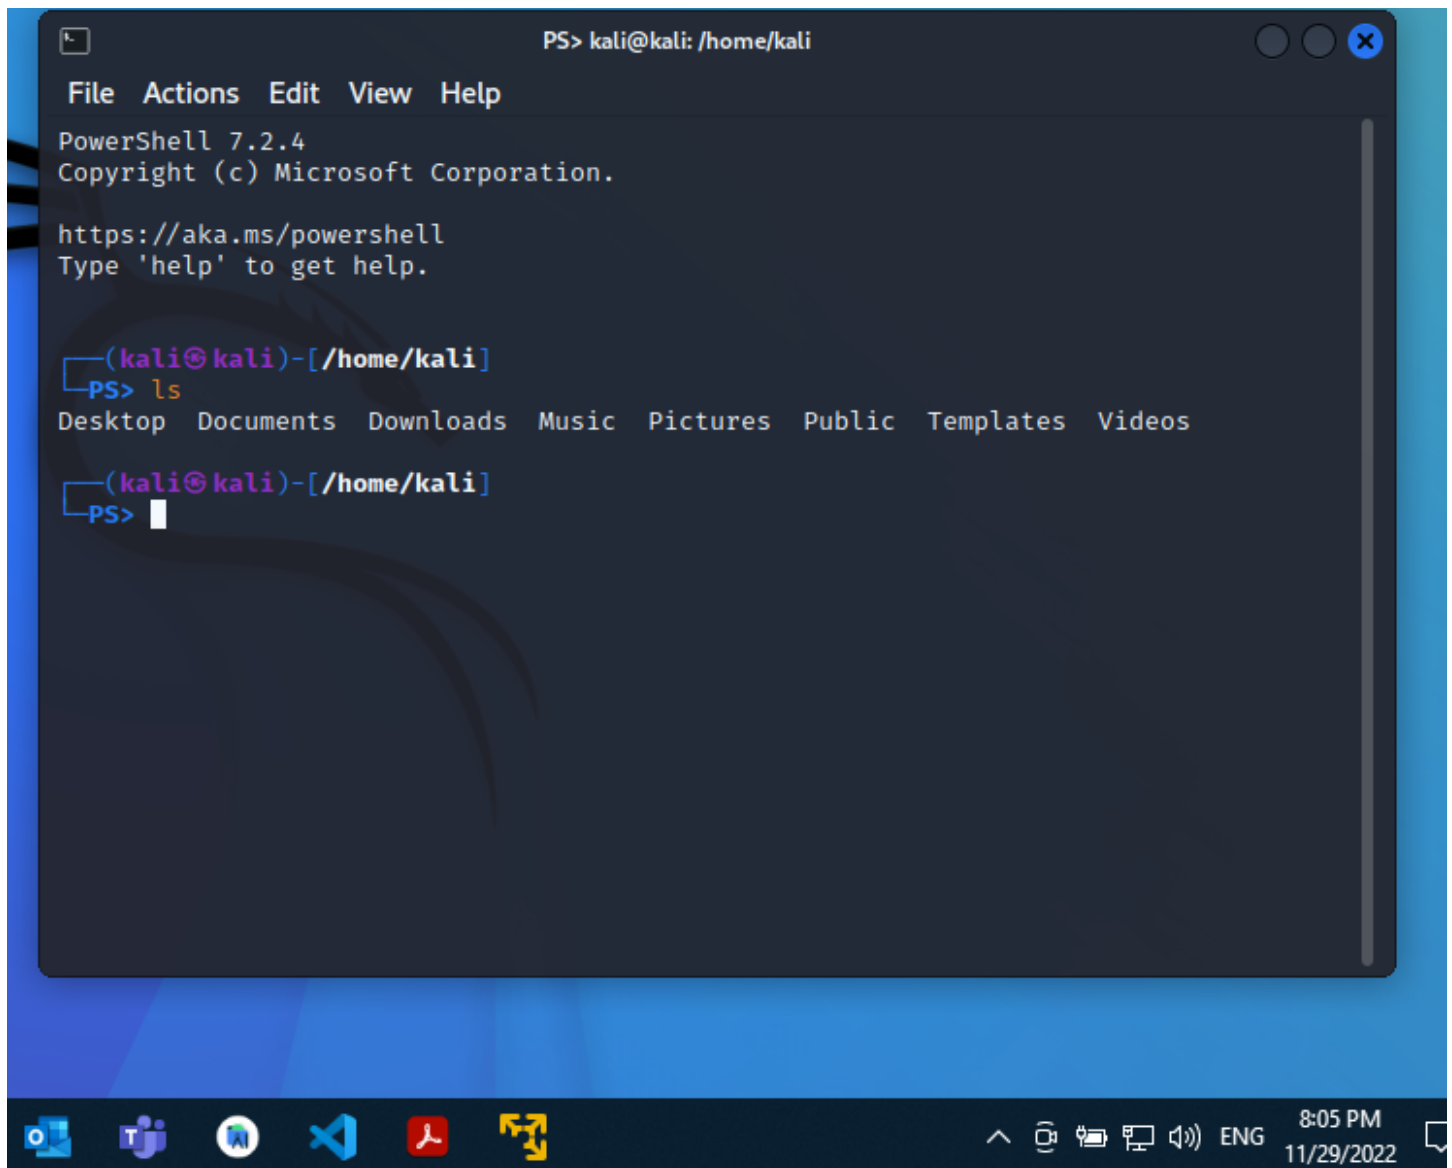 PS> kali@kali: /home/kali
File Actions Edit View Help
PowerShell 7.2.4
Copyright (c) Microsoft Corporation.
https://aka.ms/powershell
Type 'help' to get help.
┌──(kali㉿kali)-[/home/kali]
└─PS> ls
Desktop  Documents  Downloads  Music  Pictures  Public  Templates  Videos
┌──(kali㉿kali)-[/home/kali]
└─PS>
ENG
8:05 PM
11/29/2022